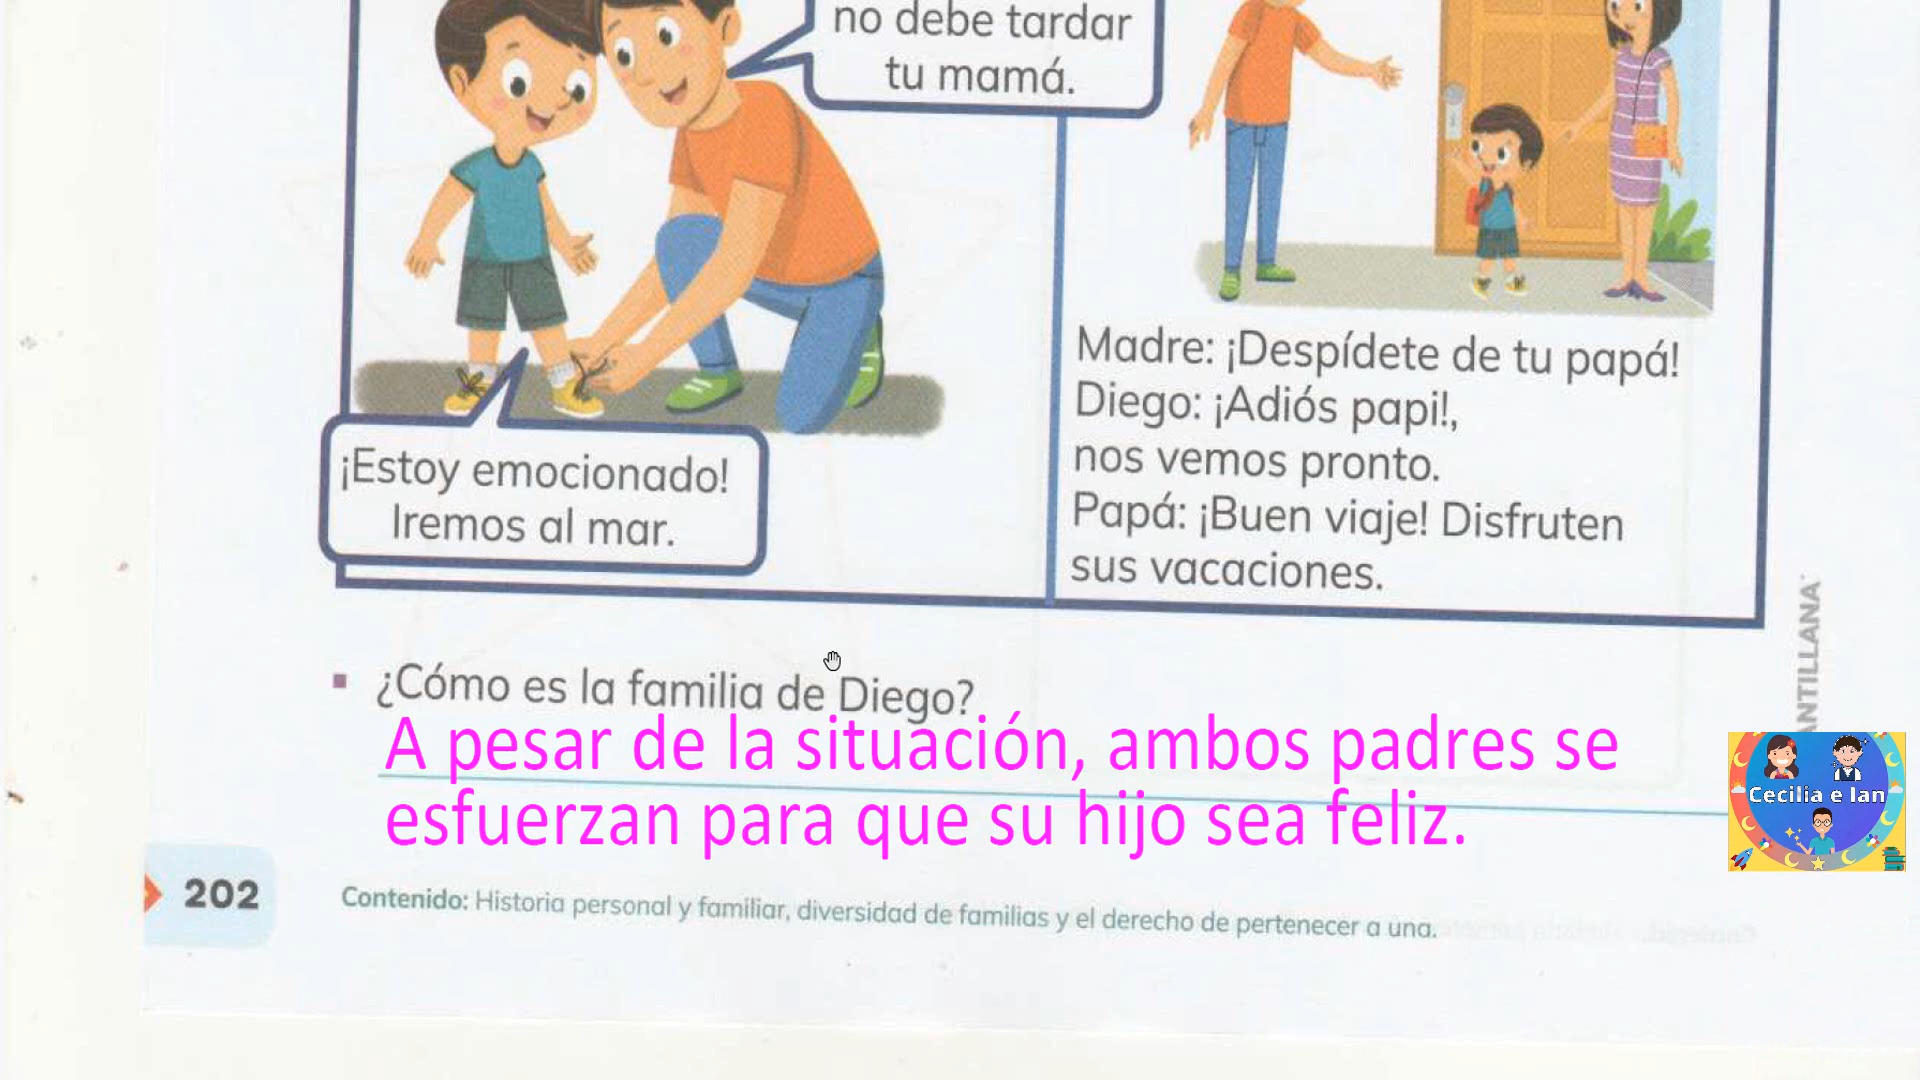 no debe tardar
tu mamá.
¡Estoy emocionado!
Iremos al mar.
Madre: ¡Despídete de tu papá!
Diego: ¡Adiós papi!,
nos vemos pronto.
Papá: ¡Buen viaje! Disfruten
sus vacaciones.
¿Cómo es la familia de Diego?
A pesar de la situación, ambos padres se
esfuerzan para que su hijo sea feliz.
ANTILLANA
Cecilia e Ian
202
Contenido: Historia personal y familiar, diversidad de familias y el derecho de pertenecer a una.